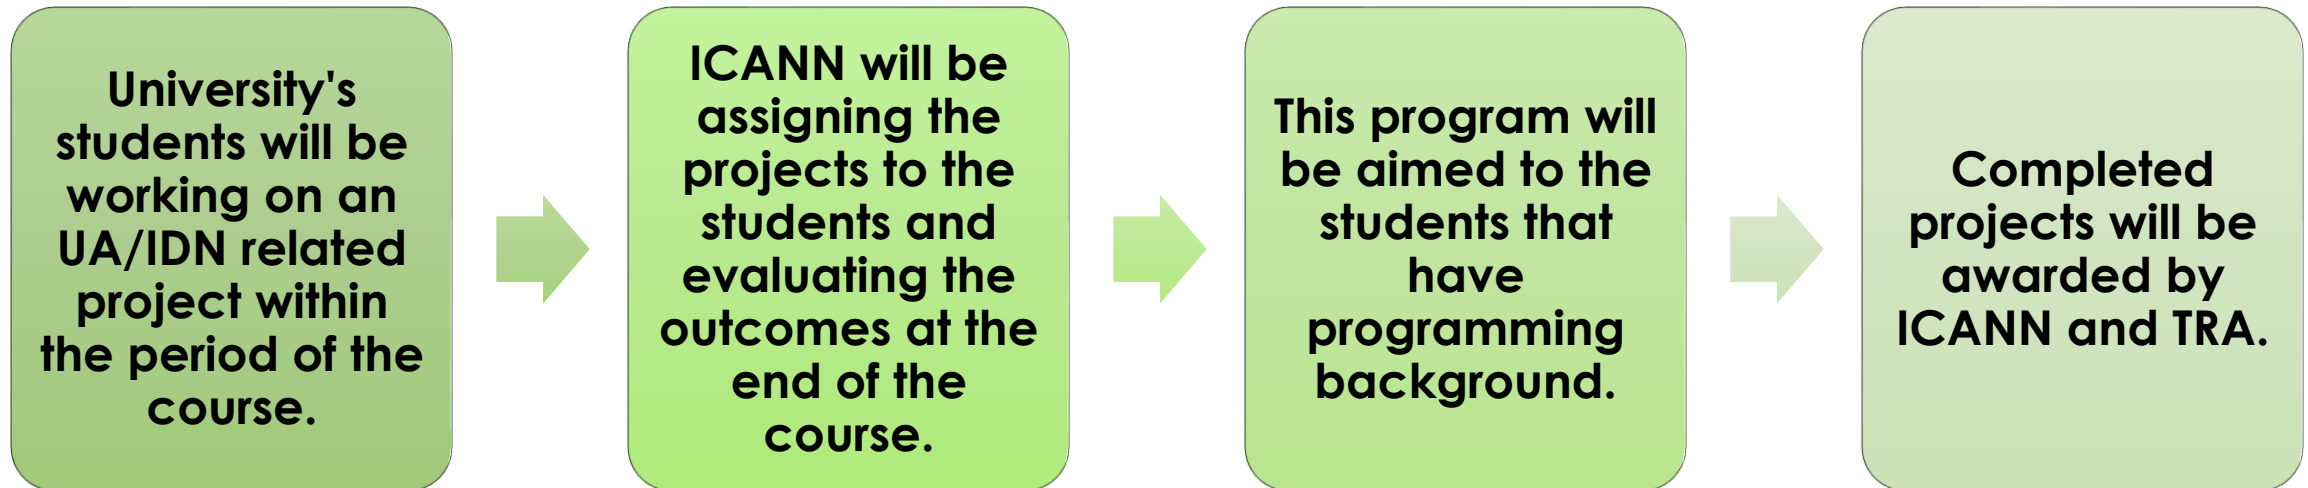 University's
students will be
working on an
UA/IDN related
project within
the period of the
course.
ICANN will be
assigning the
projects to the
students and
evaluating the
outcomes at the
end of the
course.
This program will
be aimed to the
students that
have
programming
background.
Completed
projects will be
awarded by
ICANN and TRA.